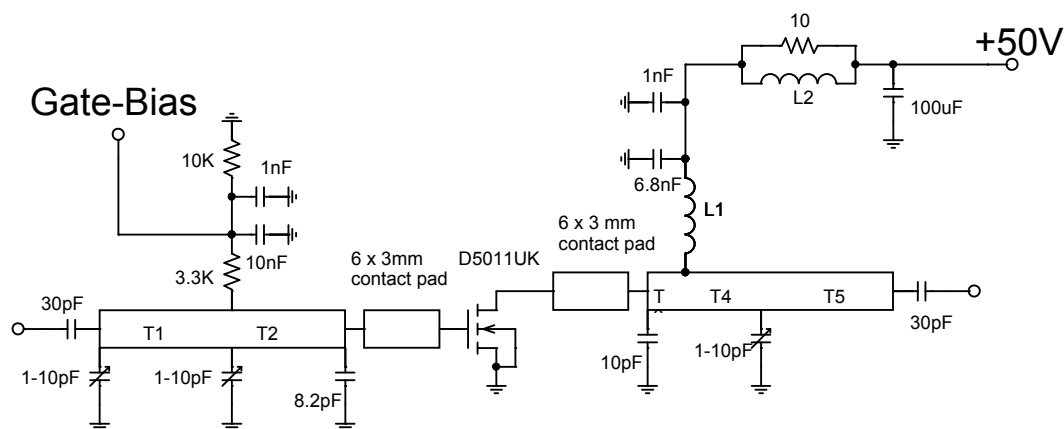 10
+50V
1nF
L2
100uF
Gate-Bias
10K
1nF
6.8nF
L1
6 x 3 mm
contact pad
10nF
6 x 3mm
contact pad
D5011UK
3.3K
30pF
T1
T2
T
T4
T5
30pF
1-10pF
1-10pF
8.2pF
10pF
1-10pF